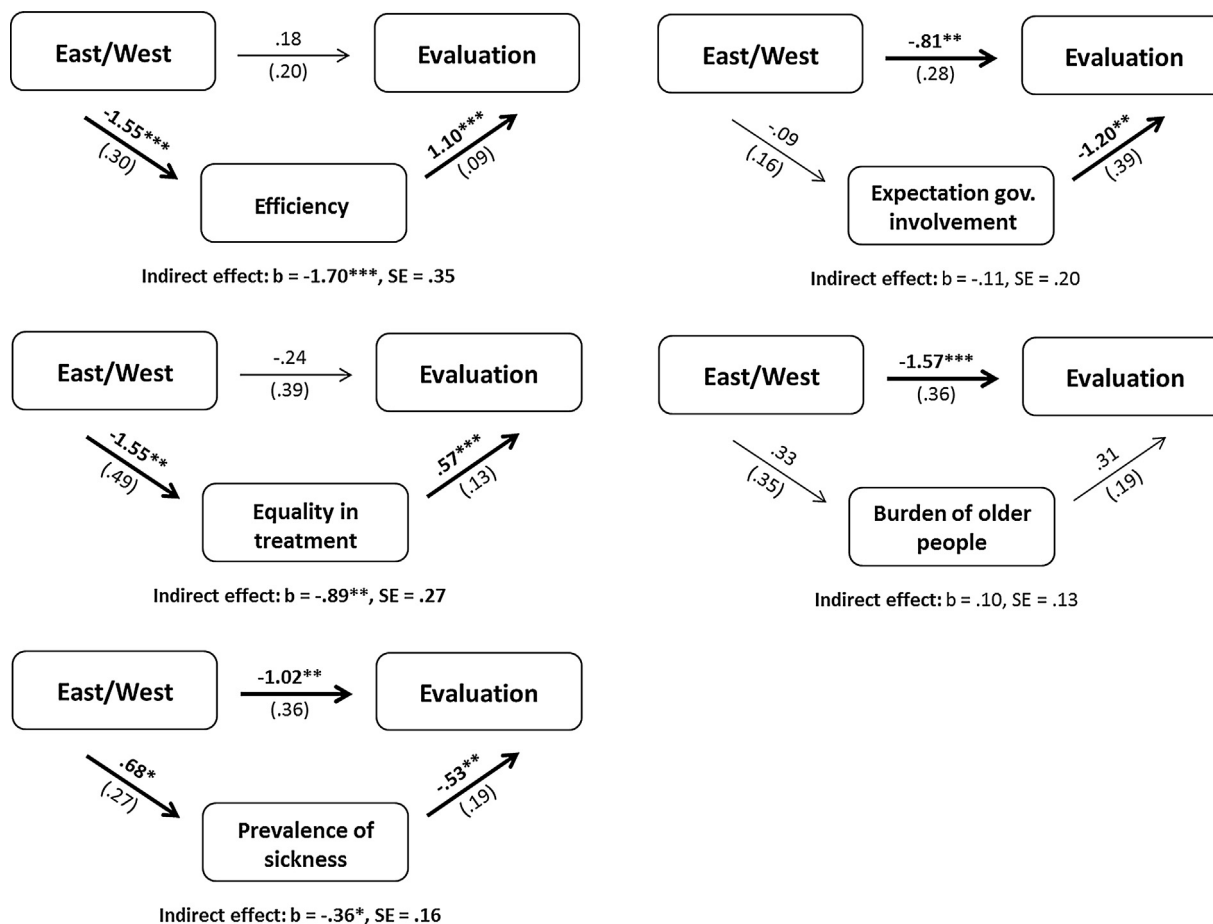 East/West
.18
(.20)
Evaluation
-1.55***
(.30)
1.10***
(.09)
Efficiency
Indirect effect: b = -1.70***, SE = .35
East/West
-.81**
(.28)
Evaluation
-.09
(.16)
-1.20**
(.39)
Expectation gov.
involvement
Indirect effect: b = -.11, SE = .20
East/West
-.24
(.39)
Evaluation
-1.55**
(.49)
.57***
(.13)
Equality in
treatment
Indirect effect: b = -.89**, SE = .27
East/West
-1.57***
(.36)
Evaluation
.33
(.35)
.31
(.19)
Burden of older
people
Indirect effect: b = .10, SE = .13
East/West
-1.02**
(.36)
Evaluation
.68*
(.27)
-.53**
(.19)
Prevalence of
sickness
Indirect effect: b = -.36*, SE = .16